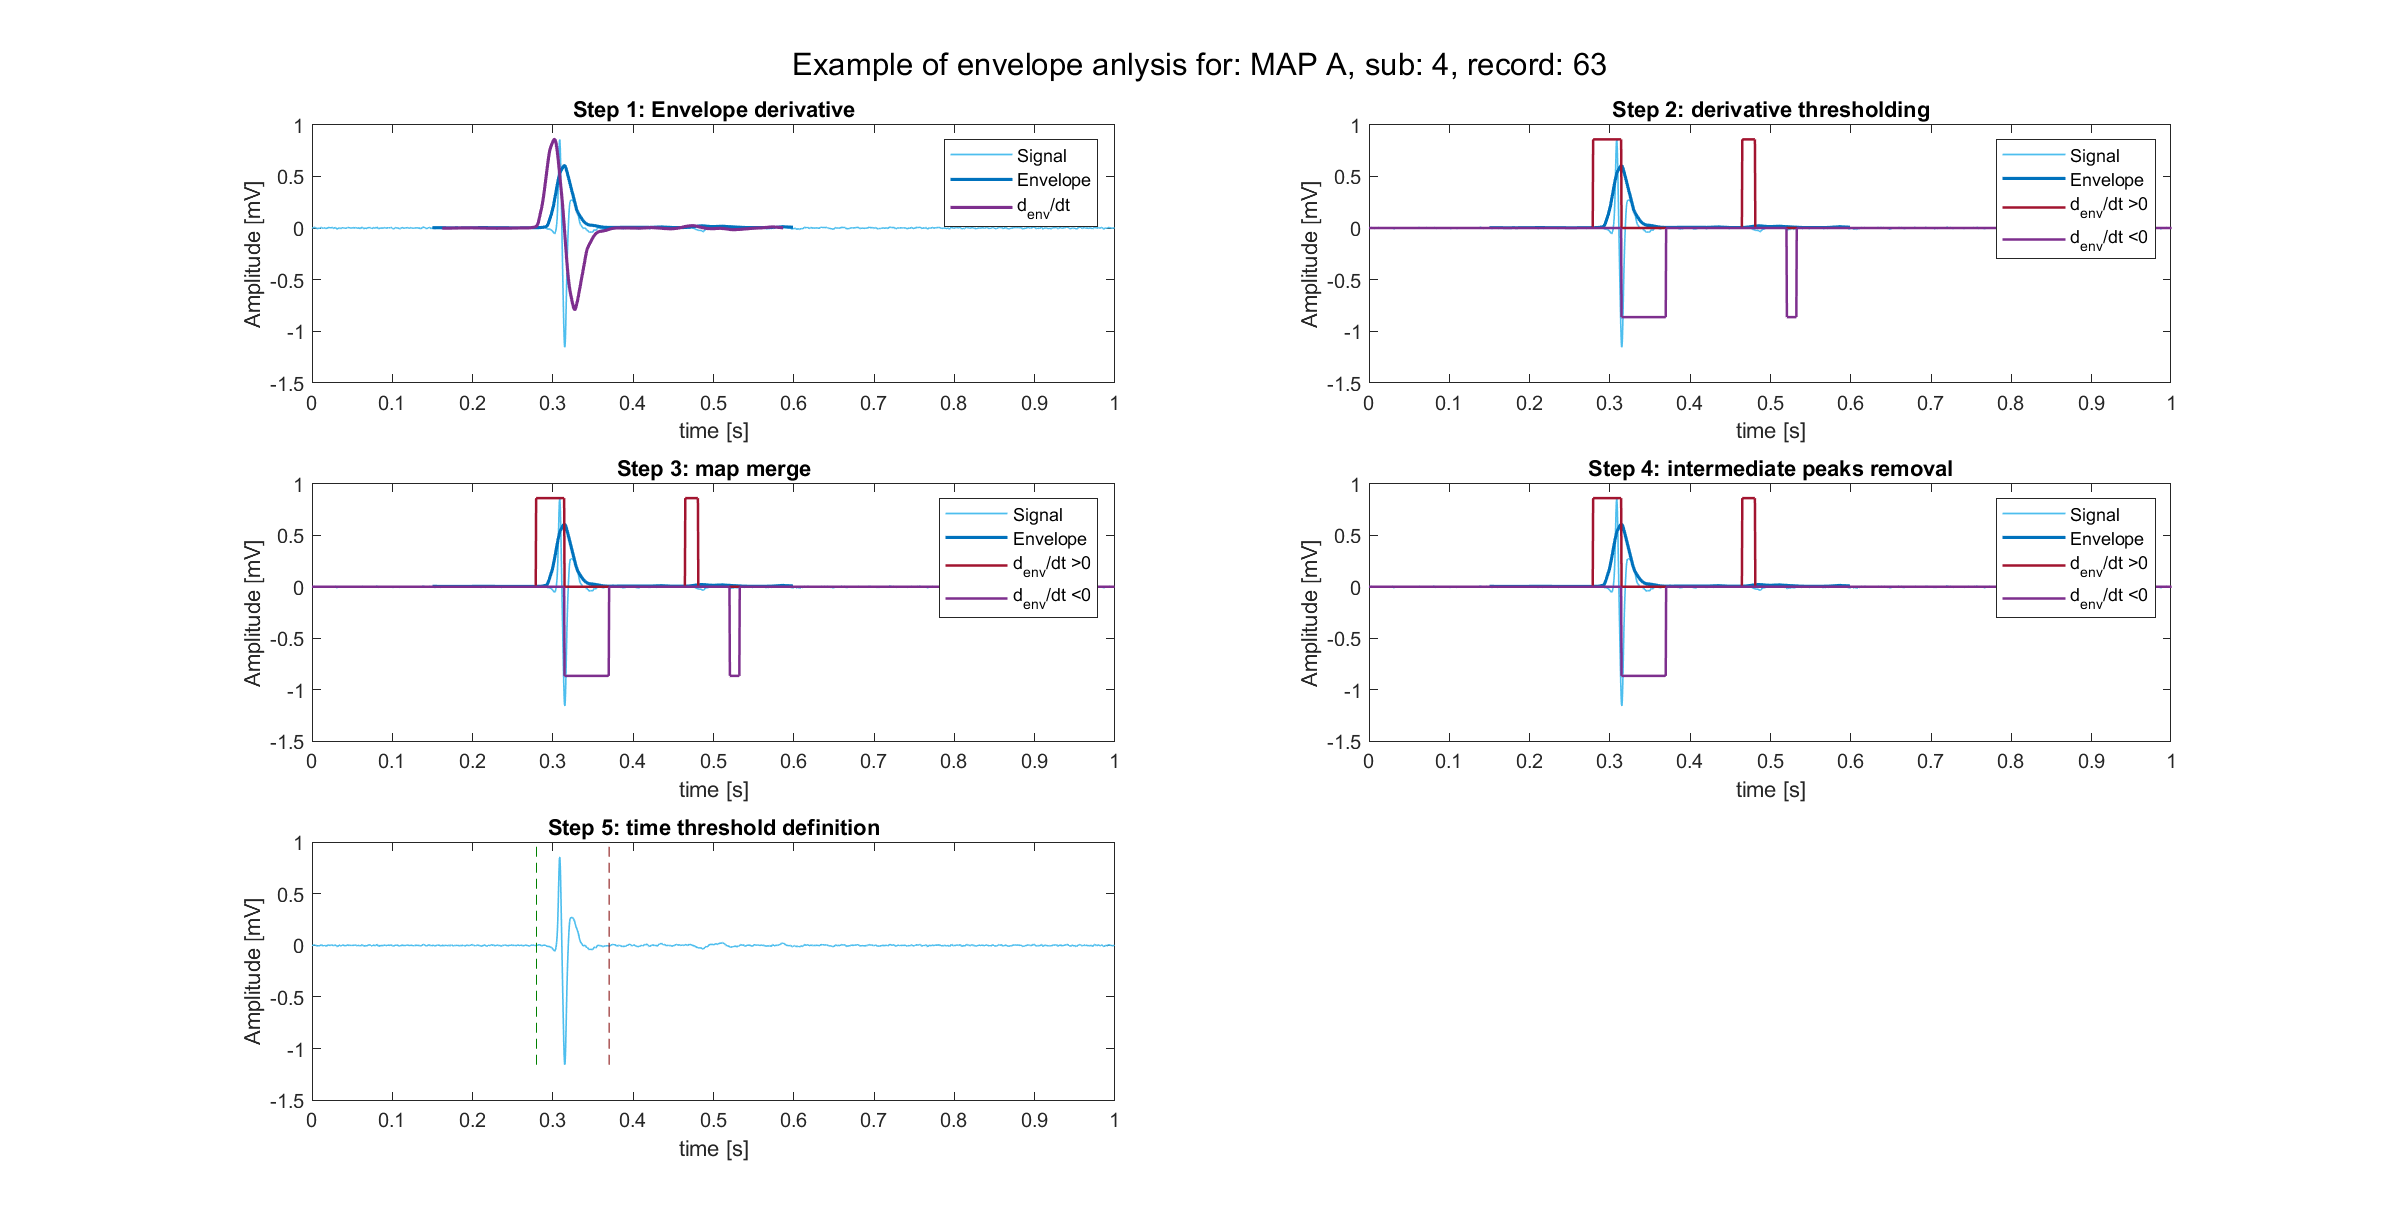 Example of envelope anlysis for: MAP A, sub: 4, record: 63
Step 1: Envelope derivative
Amplitude [mV]
1
0.5
0
-0.5
-1
-1.5
Signal
Envelope
d_env/dt
0 0.1 0.2 0.3 0.4 0.5 0.6 0.7 0.8 0.9 1
time [s]
Step 2: derivative thresholding
Amplitude [mV]
1
0.5
0
-0.5
-1
-1.5
Signal
Envelope
d_env/dt >0
d_env/dt <0
0 0.1 0.2 0.3 0.4 0.5 0.6 0.7 0.8 0.9 1
time [s]
Step 3: map merge
Amplitude [mV]
1
0.5
0
-0.5
-1
-1.5
Signal
Envelope
d_env/dt >0
d_env/dt <0
0 0.1 0.2 0.3 0.4 0.5 0.6 0.7 0.8 0.9 1
time [s]
Step 4: intermediate peaks removal
Amplitude [mV]
1
0.5
0
-0.5
-1
-1.5
Signal
Envelope
d_env/dt >0
d_env/dt <0
0 0.1 0.2 0.3 0.4 0.5 0.6 0.7 0.8 0.9 1
time [s]
Step 5: time threshold definition
Amplitude [mV]
1
0.5
0
-0.5
-1
-1.5
0 0.1 0.2 0.3 0.4 0.5 0.6 0.7 0.8 0.9 1
time [s]